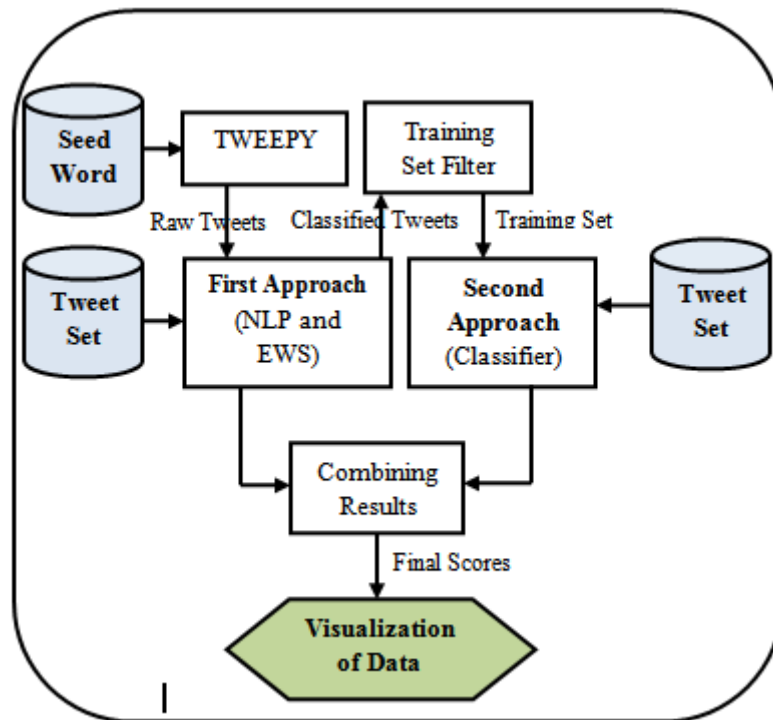 Seed
Word
TWEEPY
Training
Set Filter
Raw Tweets
Classified Tweets
Training Set
Tweet
Set
First Approach
(NLP and
EWS)
Second
Approach
(Classifier)
Tweet
Set
Combining
Results
Final Scores
Visualization
of Data